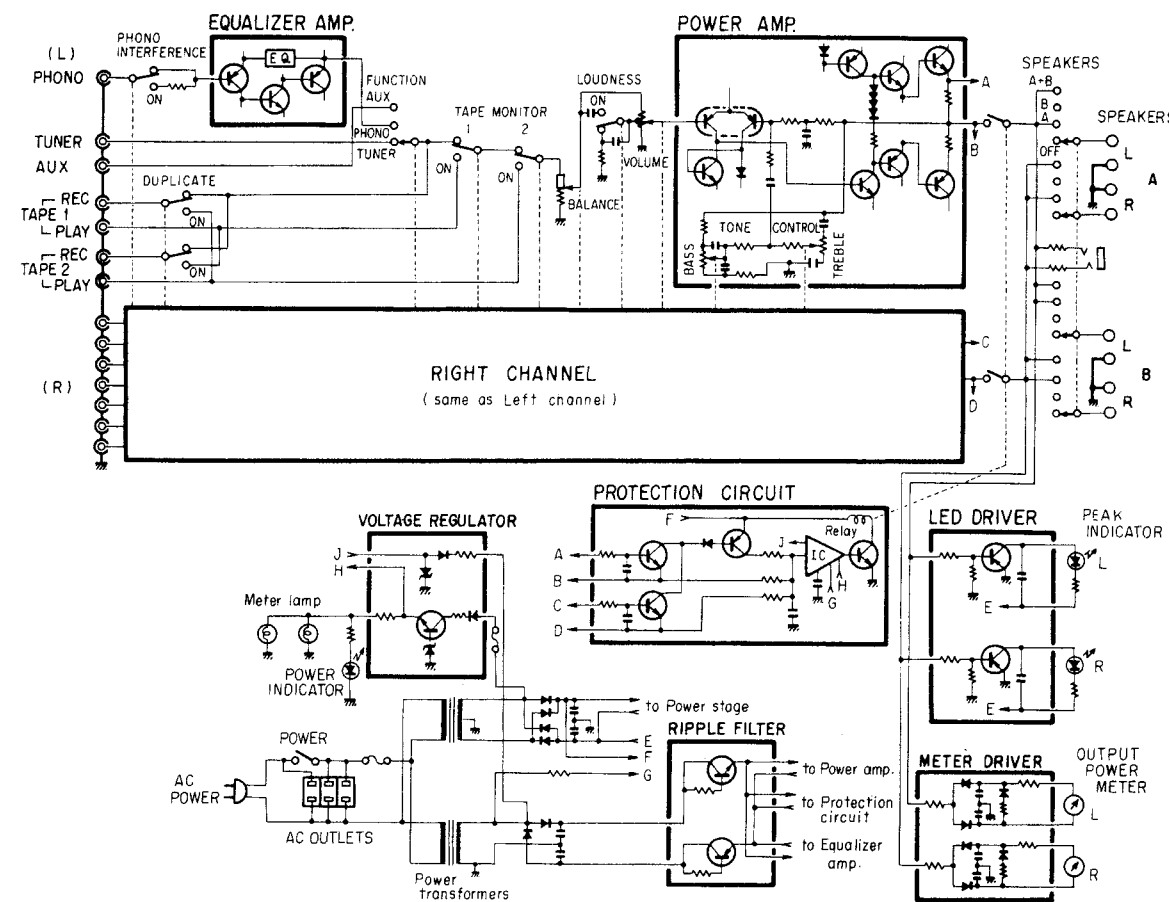 EQUALIZER AMP.
POWER AMP.
PHONO
INTERFERENCE
(L)
PHONO
ON
EQ
FUNCTION
AUX
PHONO
TUNER
TAPE MONITOR
1
2
ON
ON
LOUDNESS
ON
VOLUME
BALANCE
A
B
SPEAKERS
A+B
B
A
OFF
SPEAKERS
L
A
R
TUNER
AUX
DUPLICATE
REC
TAPE 1
PLAY
ON
REC
TAPE 2
PLAY
ON
TONE CONTROL
BASS
TREBLE
(R)
RIGHT CHANNEL
(same as Left channel)
C
D
L
B
R
PROTECTION CIRCUIT
F
Relay
A
B
C
D
J
IC
H
G
VOLTAGE REGULATOR
J
H
Meter lamp
POWER
INDICATOR
LED DRIVER
PEAK
INDICATOR
L
E
R
E
to Power stage
E
F
G
RIPPLE FILTER
to Power amp.
to Protection
circuit
to Equalizer
amp.
POWER
AC
POWER
AC OUTLETS
Power
transformers
METER DRIVER
OUTPUT
POWER
METER
L
R